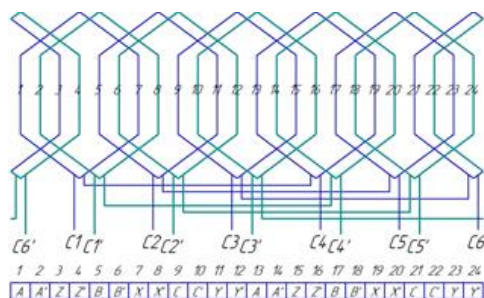 1 2 3 4 5 6 7 8 9 10 11 12 13 14 15 16 17 18 19 20 21 22 23 24
C6' C1 C1' C2 C2' C3 C3' C4 C4' C5 C5' C6
1 2 3 4 5 6 7 8 9 10 11 12 13 14 15 16 17 18 19 20 21 22 23 24
A A' Z Z' B B' X X' C C' Y Y' A A' Z Z' B B' X X' C C' Y Y'